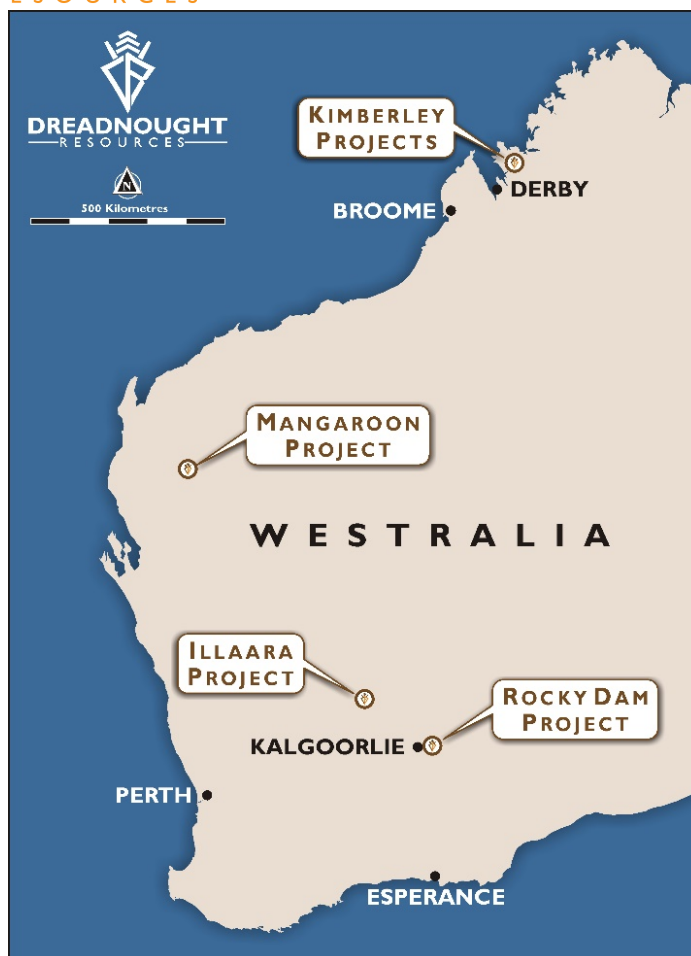 DREADNOUGHT
RESOURCES
N
500 Kilometres
KIMBERLEY
PROJECTS
DERBY
BROOME
MANGAROON
PROJECT
WESTRALIA
ILLAARA
PROJECT
ROCKY DAM
PROJECT
KALGOORLIE
PERTH
ESPERANCE